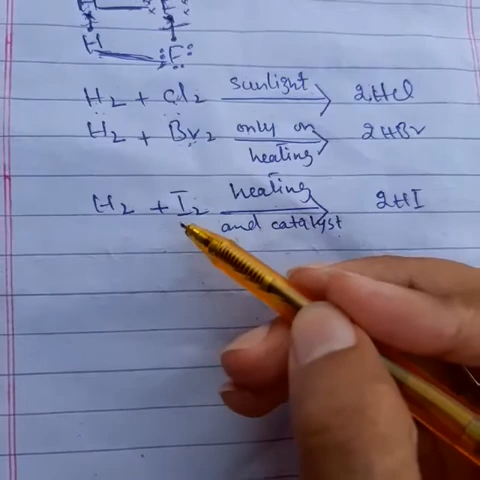 H F
H F
H₂ + Cl₂ sunlight 2HCl
H₂ + Br₂ only on heating 2HBr
H₂ + I₂ heating and catalyst 2HI